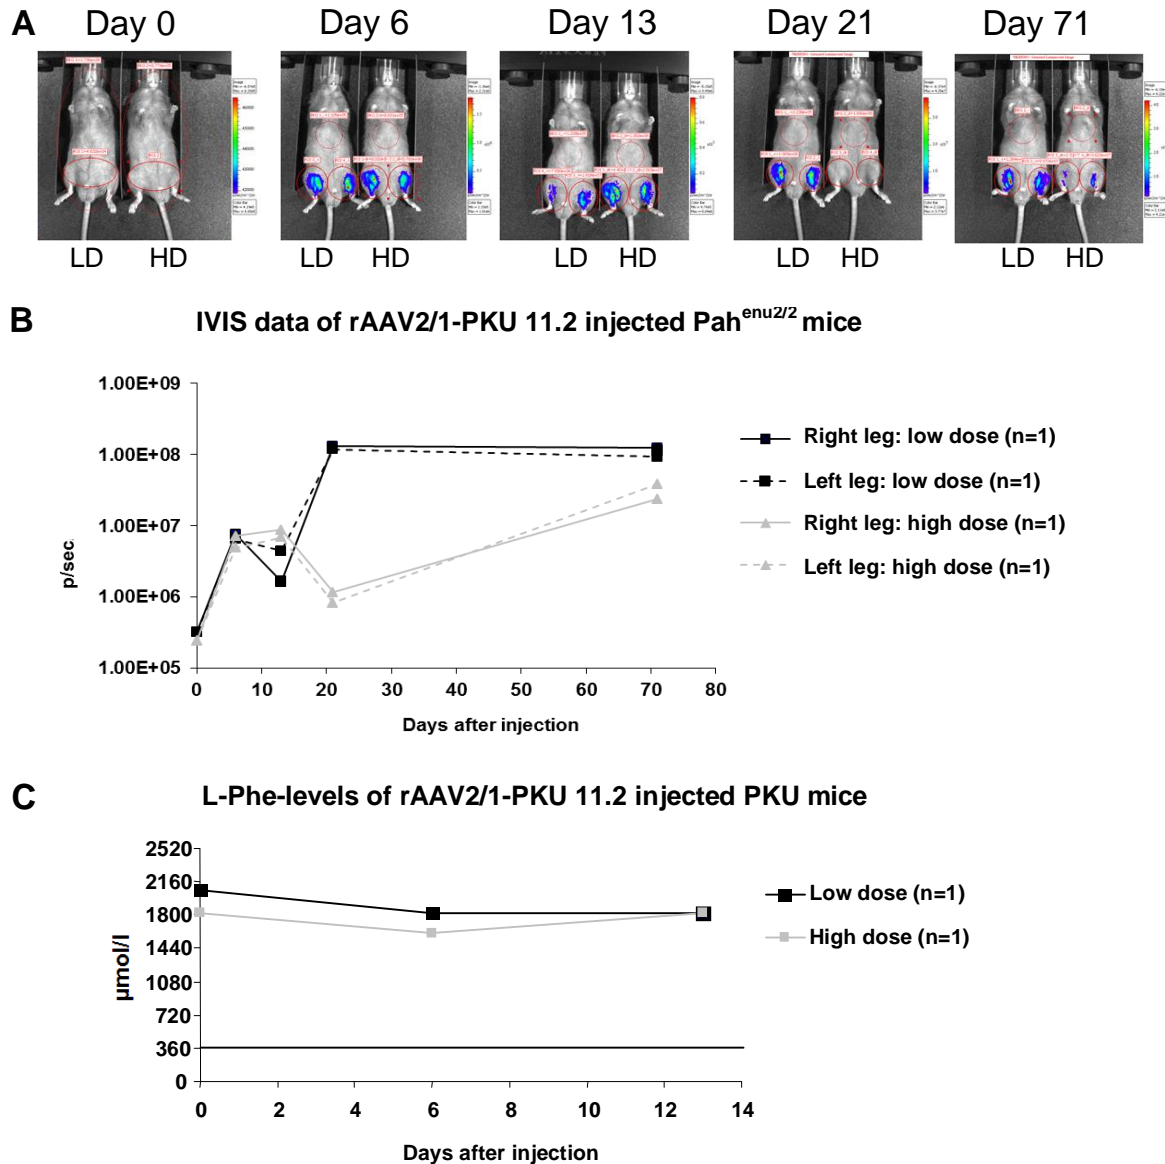 A
Day 0
Day 6
Day 13
Day 21
Day 71
LD HD
LD HD
LD HD
LD HD
LD HD
B
IVIS data of rAAV2/1-PKU 11.2 injected Pah^enu2/2 mice
1.00E+09
1.00E+08
1.00E+07
1.00E+06
1.00E+05
p/sec.
0 10 20 30 40 50 60 70 80
Days after injection
Right leg: low dose (n=1)
Left leg: low dose (n=1)
Right leg: high dose (n=1)
Left leg: high dose (n=1)
C
L-Phe-levels of rAAV2/1-PKU 11.2 injected PKU mice
2520
2160
1800
1440
1080
720
360
0
µmol/l
0 2 4 6 8 10 12 14
Days after injection
Low dose (n=1)
High dose (n=1)